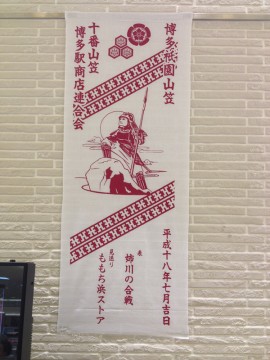 博多祇園山笠
十番山笠
博多駅商店連合会
平成十八年七月吉日
表
姉川の合戦
見送り
ももち浜ストア